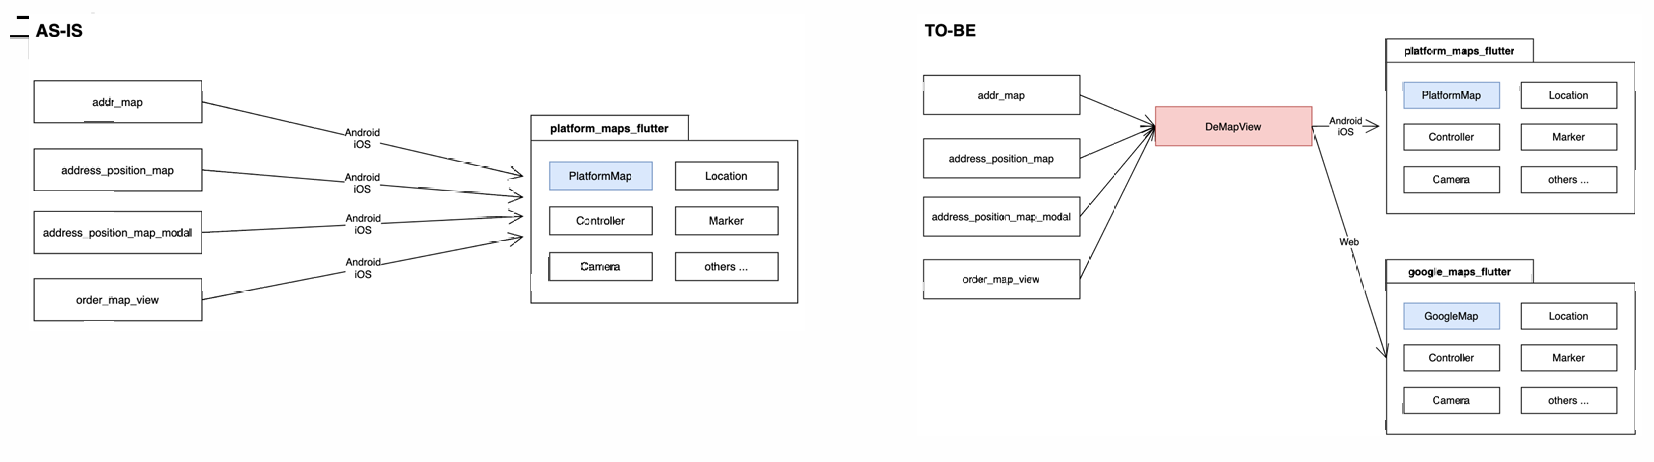 AS-IS
addr_map
address_position_map
address_position_map_modal
order_map_view
Android
iOS
Android
iOS
Android
iOS
Android
iOS
platform_maps_flutter
PlatformMap
Location
Controller
Marker
Camera
others ...
TO-BE
addr_map
address_position_map
address_position_map_modal
order_map_view
DeMapView
Android
iOS
Web
platform_maps_flutter
PlatformMap
Location
Controller
Marker
Camera
others ...
google_maps_flutter
GoogleMap
Location
Controller
Marker
Camera
others ...